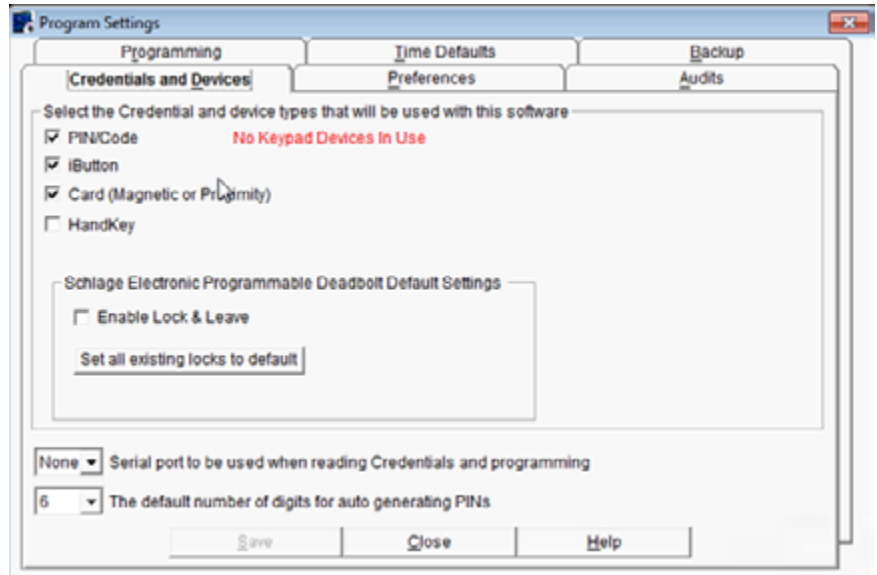 Program Settings
Programming Time Defaults Backup
Credentials and Devices Preferences Audits
Select the Credential and device types that will be used with this software
PIN/Code No Keypad Devices In Use
iButton
Card (Magnetic or Proximity)
HandKey
Schlage Electronic Programmable Deadbolt Default Settings
Enable Lock & Leave
Set all existing locks to default
None Serial port to be used when reading Credentials and programming
6 The default number of digits for auto generating PINs
Save Close Help